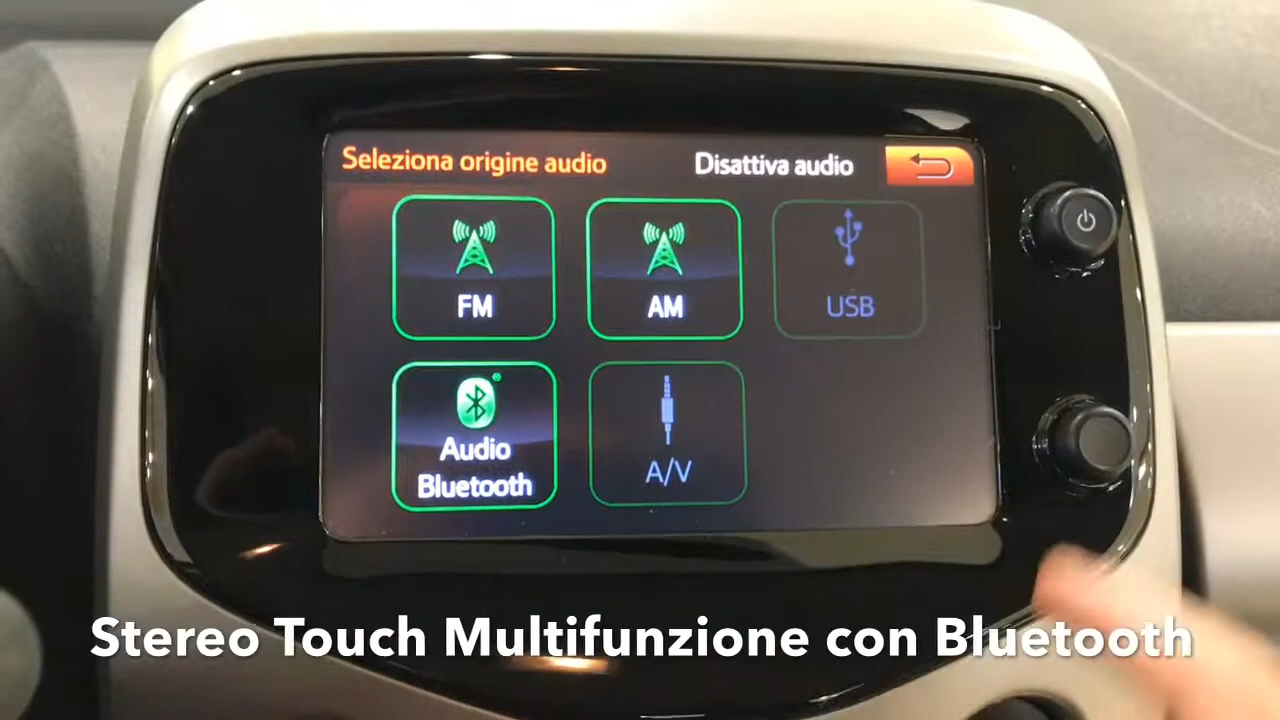 Seleziona origine audio
Disattiva audio
FM
AM
USB
Audio
Bluetooth
A/V
Stereo Touch Multifunzione con Bluetooth